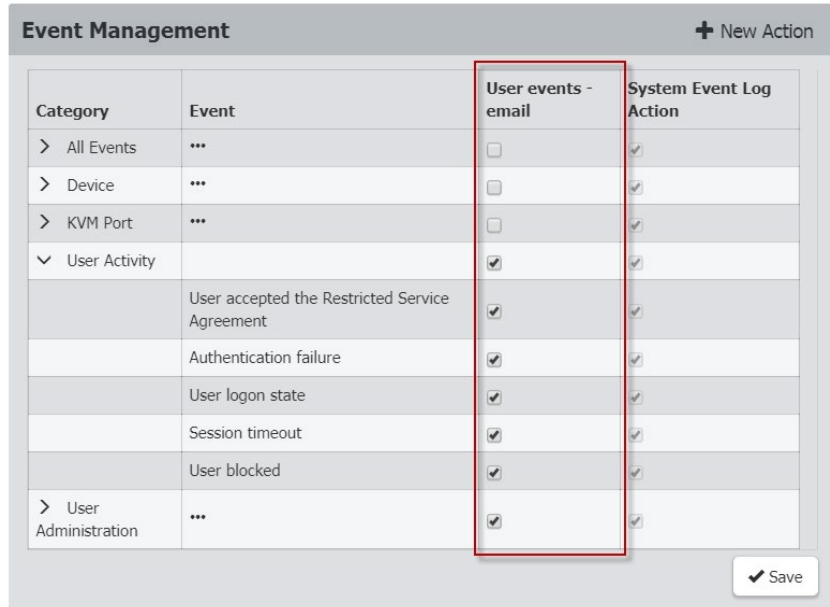 Event Management
+ New Action
Category
Event
User events -
email
System Event Log
Action
> All Events
•••
> Device
•••
> KVM Port
•••
User Activity
User accepted the Restricted Service
Agreement
Authentication failure
User logon state
Session timeout
User blocked
> User
Administration
•••
✔ Save